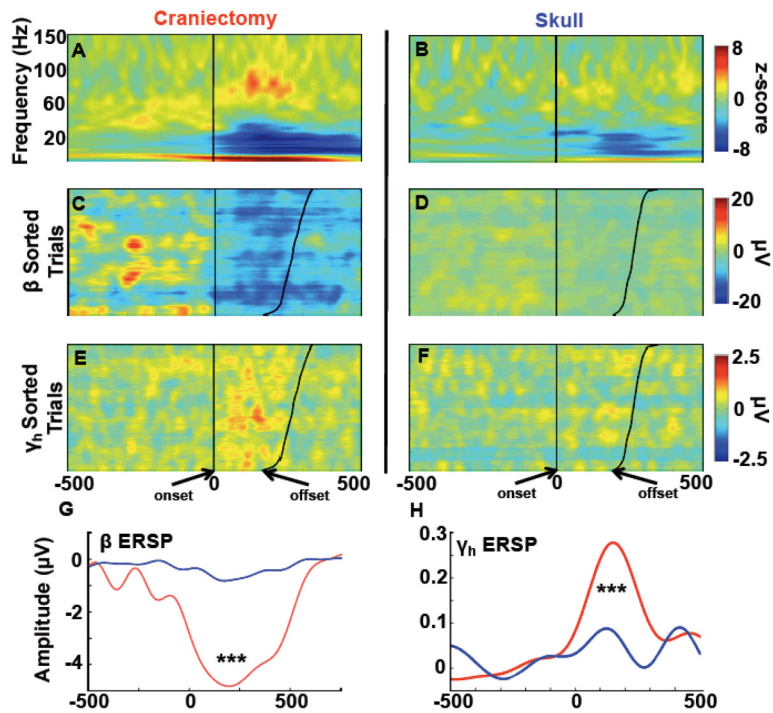 Craniectomy Skull
Frequency (Hz)
150
100
60
20
A
B
8
0
-8
z-score
β Sorted Trials
C
D
20
0
-20
μV
γh Sorted Trials
E
F
2.5
0
-2.5
μV
-500 0 500 -500 0 500
onset offset onset offset
G
β ERSP
Amplitude (μV)
0
-2
-4
***
0 500
H
γh ERSP
0.3
0.2
0.1
0
***
-500 0 500